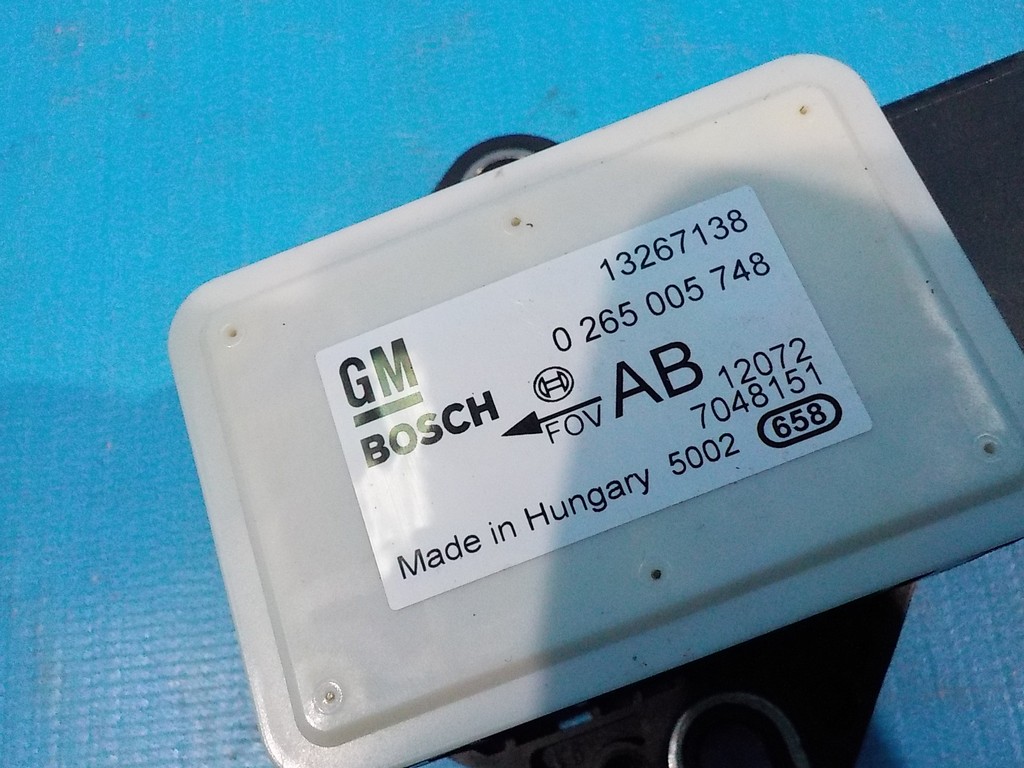 13267138
0 265 005 748
GM
BOSCH
FOV
AB
12072
7048151
658
Made in Hungary 5002